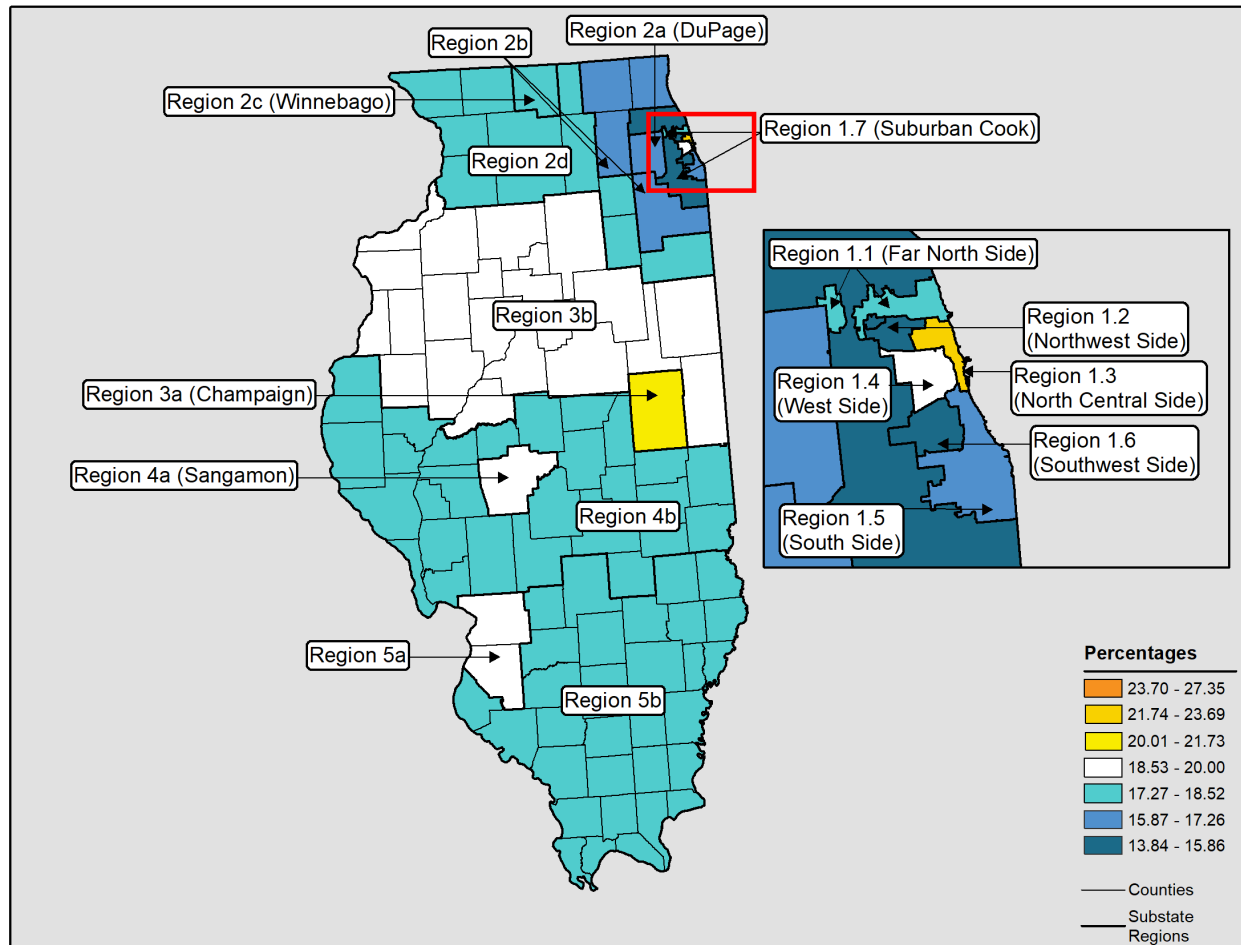 Region 2a (DuPage)
Region 2b
Region 2c (Winnebago)
Region 1.7 (Suburban Cook)
Region 2d
Region 1.1 (Far North Side)
Region 3b
Region 1.2
(Northwest Side)
Region 1.4
(West Side)
Region 1.3
(North Central Side)
Region 3a (Champaign)
Region 1.6
(Southwest Side)
Region 4a (Sangamon)
Region 4b
Region 1.5
(South Side)
Region 5a
Region 5b
Percentages
23.70 - 27.35
21.74 - 23.69
20.01 - 21.73
18.53 - 20.00
17.27 - 18.52
15.87 - 17.26
13.84 - 15.86
Counties
Substate
Regions